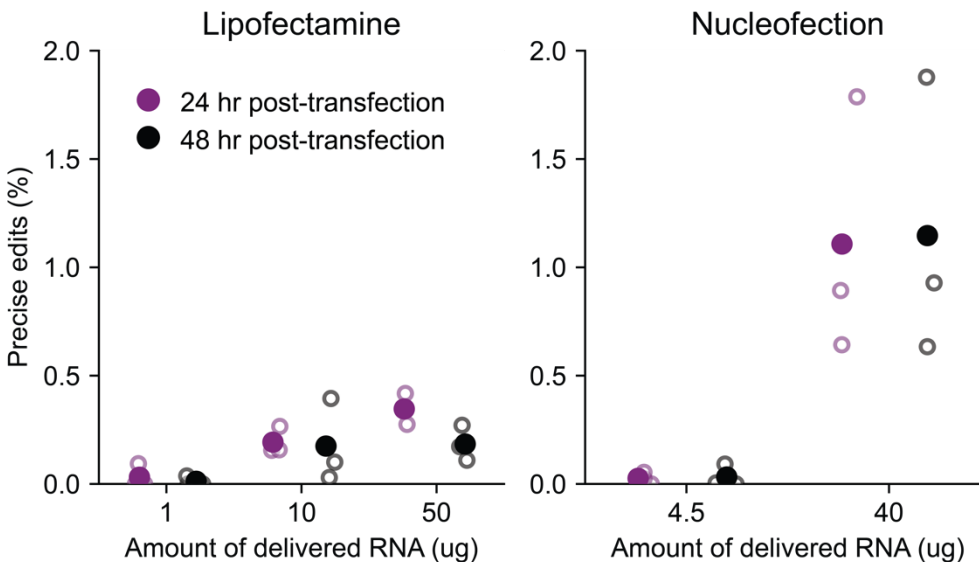 Lipofectamine
Nucleofection
2.0
1.5
1.0
0.5
0.0
Precise edits (%)
24 hr post-transfection
48 hr post-transfection
1
10
50
Amount of delivered RNA (ug)
2.0
1.5
1.0
0.5
0.0
4.5
40
Amount of delivered RNA (ug)